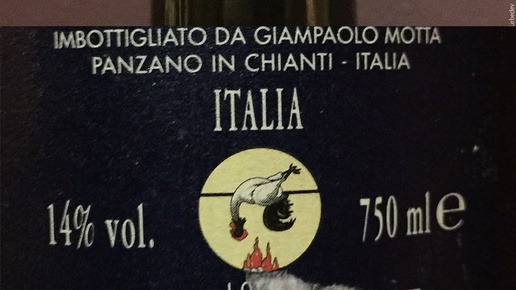 IMBOTTIGLIATO DA GIAMPAOLO MOTTA
PANZANO IN CHIANTI - ITALIA
ITALIA
14% vol.
750 ml e